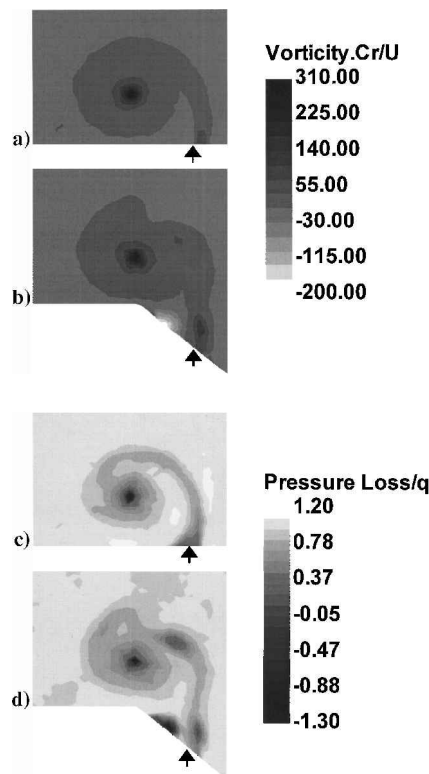 Vorticity.Cr/U
310.00
225.00
140.00
55.00
-30.00
-115.00
-200.00
a)
b)
Pressure Loss/q
1.20
0.78
0.37
-0.05
-0.47
-0.88
-1.30
c)
d)